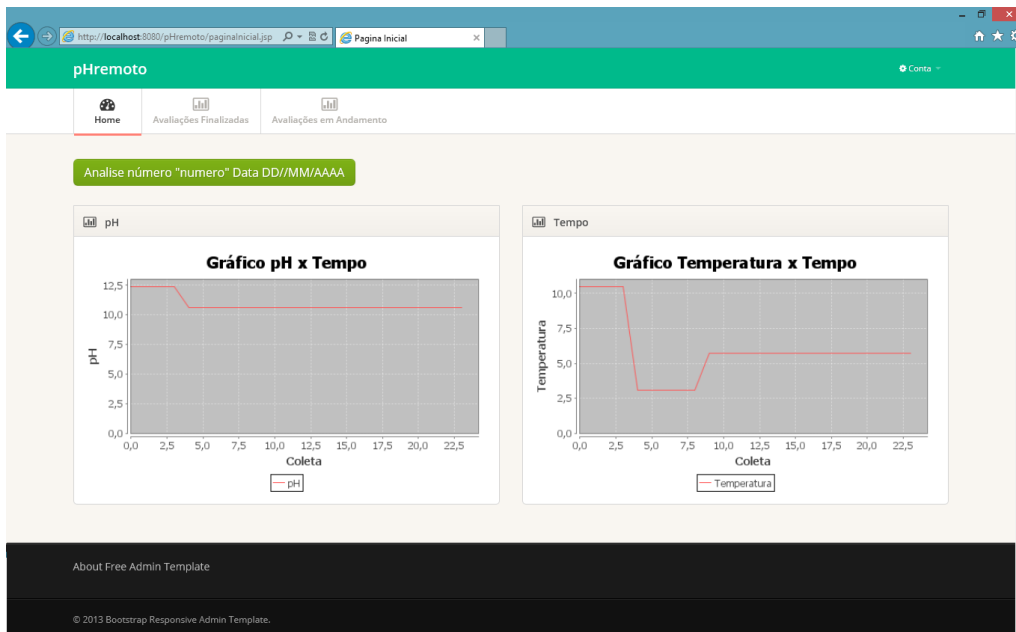 http://localhost:8080/pHremoto/paginaInicial.jsp
Pagina Inicial
pHremoto
Conta
Home
Avaliações Finalizadas
Avaliações em Andamento
Analise número "numero" Data DD//MM/AAAA
pH
Gráfico pH x Tempo
12,5
10,0
7,5
5,0
2,5
0,0
pH
0,0 2,5 5,0 7,5 10,0 12,5 15,0 17,5 20,0 22,5
Coleta
pH
Tempo
Gráfico Temperatura x Tempo
10,0
7,5
5,0
2,5
0,0
Temperatura
0,0 2,5 5,0 7,5 10,0 12,5 15,0 17,5 20,0 22,5
Coleta
Temperatura
About Free Admin Template
© 2013 Bootstrap Responsive Admin Template.